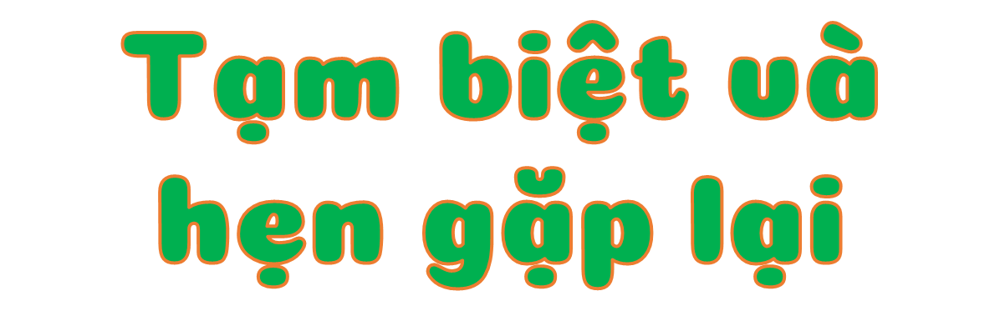 Tạm biệt và
hẹn gặp lại